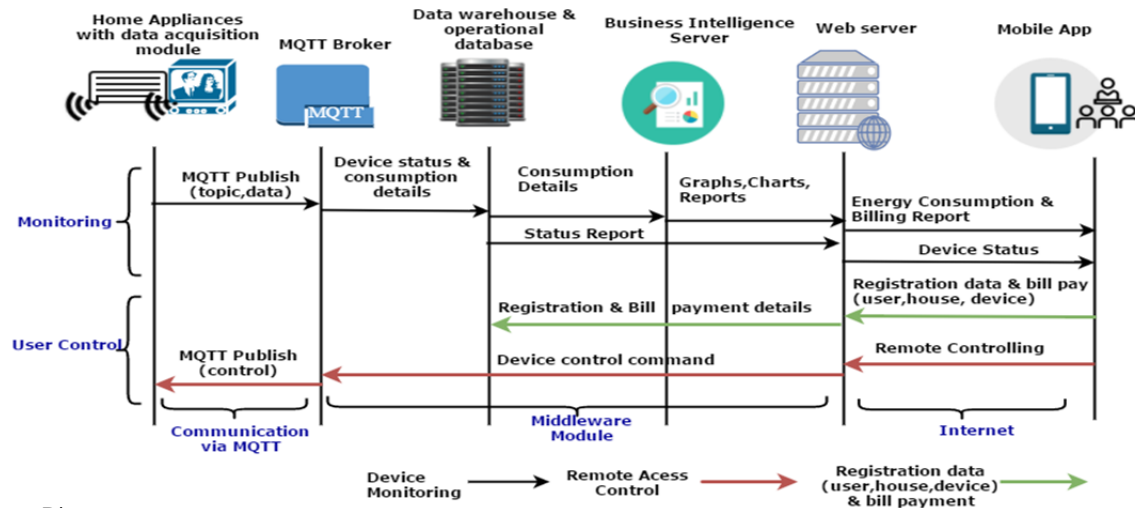 Home Appliances
with data acquisition
module
MQTT Broker
Data warehouse &
operational
database
Business Intelligence
Server
Web server
Mobile App
MQTT
Monitoring
MQTT Publish
(topic,data)
Device status &
consumption
details
Consumption
Details
Graphs,Charts,
Reports
Energy Consumption &
Billing Report
Status Report
Device Status
User Control
Registration data & bill pay
(user,house, device)
Registration & Bill payment details
Remote Controlling
Device control command
MQTT Publish
(control)
Communication
via MQTT
Middleware
Module
Internet
Device
Monitoring
Remote Acess
Control
Registration data
(user,house,device)
& bill payment